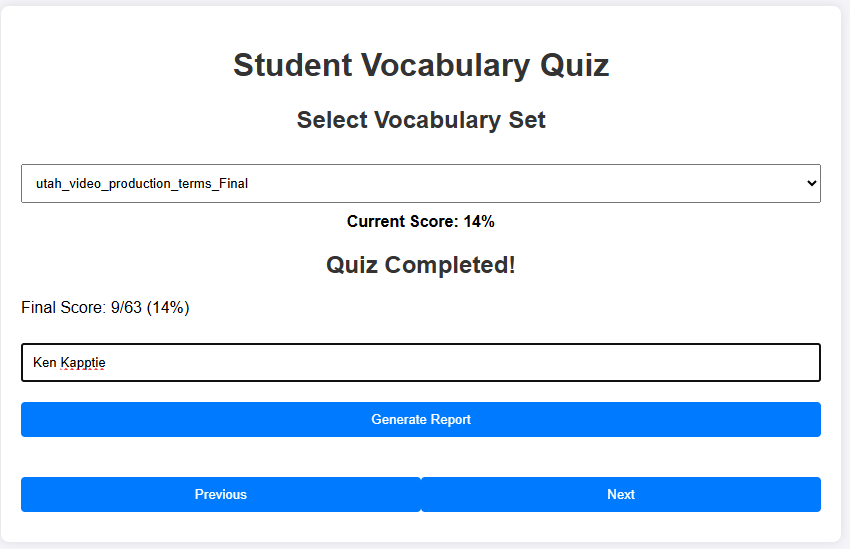 Student Vocabulary Quiz
Select Vocabulary Set
utah_video_production_terms_Final
Current Score: 14%
Quiz Completed!
Final Score: 9/63 (14%)
Ken Kapptie
Generate Report
Previous
Next